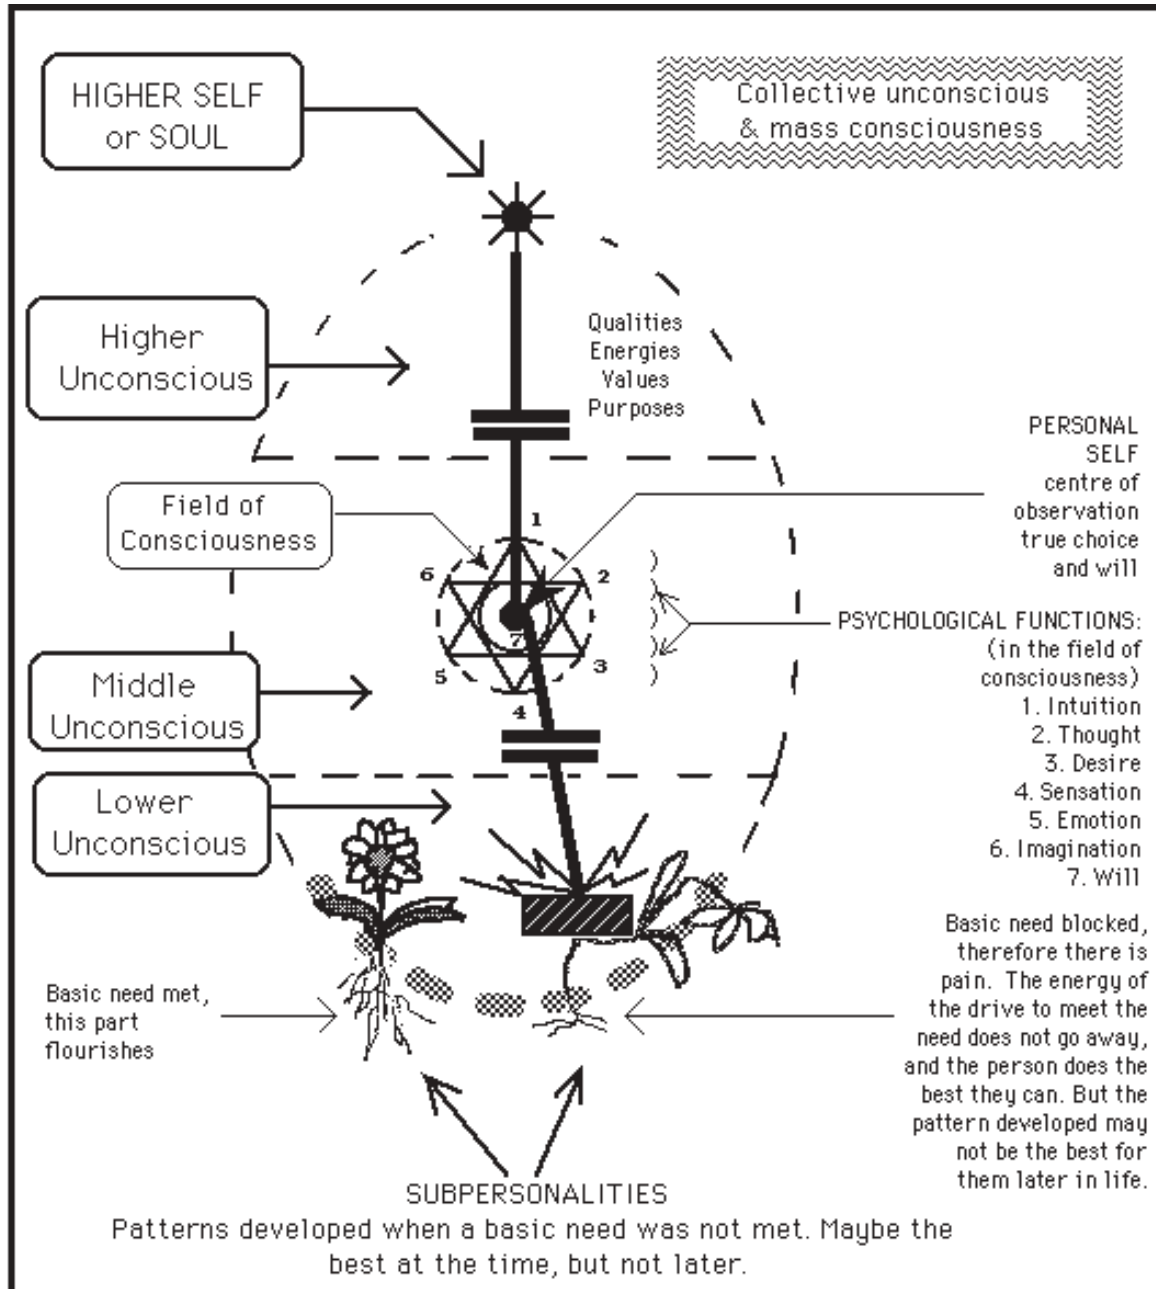 HIGHER SELF
or SOUL
Collective unconscious
& mass consciousness
Higher
Unconscious
Qualities
Energies
Values
Purposes
PERSONAL
SELF
centre of
observation
true choice
and will
Field of
Consciousness
1
2
3
4
5
6
7
PSYCHOLOGICAL FUNCTIONS:
(in the field of
consciousness)
1. Intuition
2. Thought
3. Desire
4. Sensation
5. Emotion
6. Imagination
7. Will
Middle
Unconscious
Lower
Unconscious
Basic need met,
this part
flourishes
Basic need blocked,
therefore there is
pain. The energy of
the drive to meet the
need does not go away,
and the person does the
best they can. But the
pattern developed may
not be the best for
them later in life.
SUBPERSONALITIES
Patterns developed when a basic need was not met. Maybe the
best at the time, but not later.